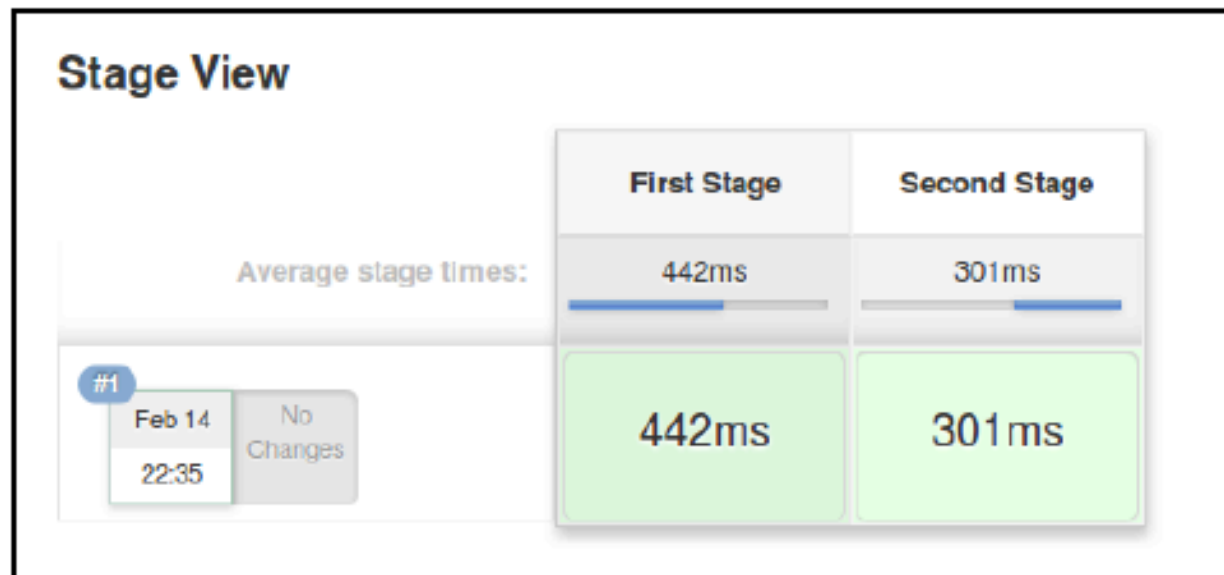 Stage View
First Stage Second Stage
Average stage times: 442ms 301ms
#1
Feb 14 No
Changes
22:35
442ms 301ms